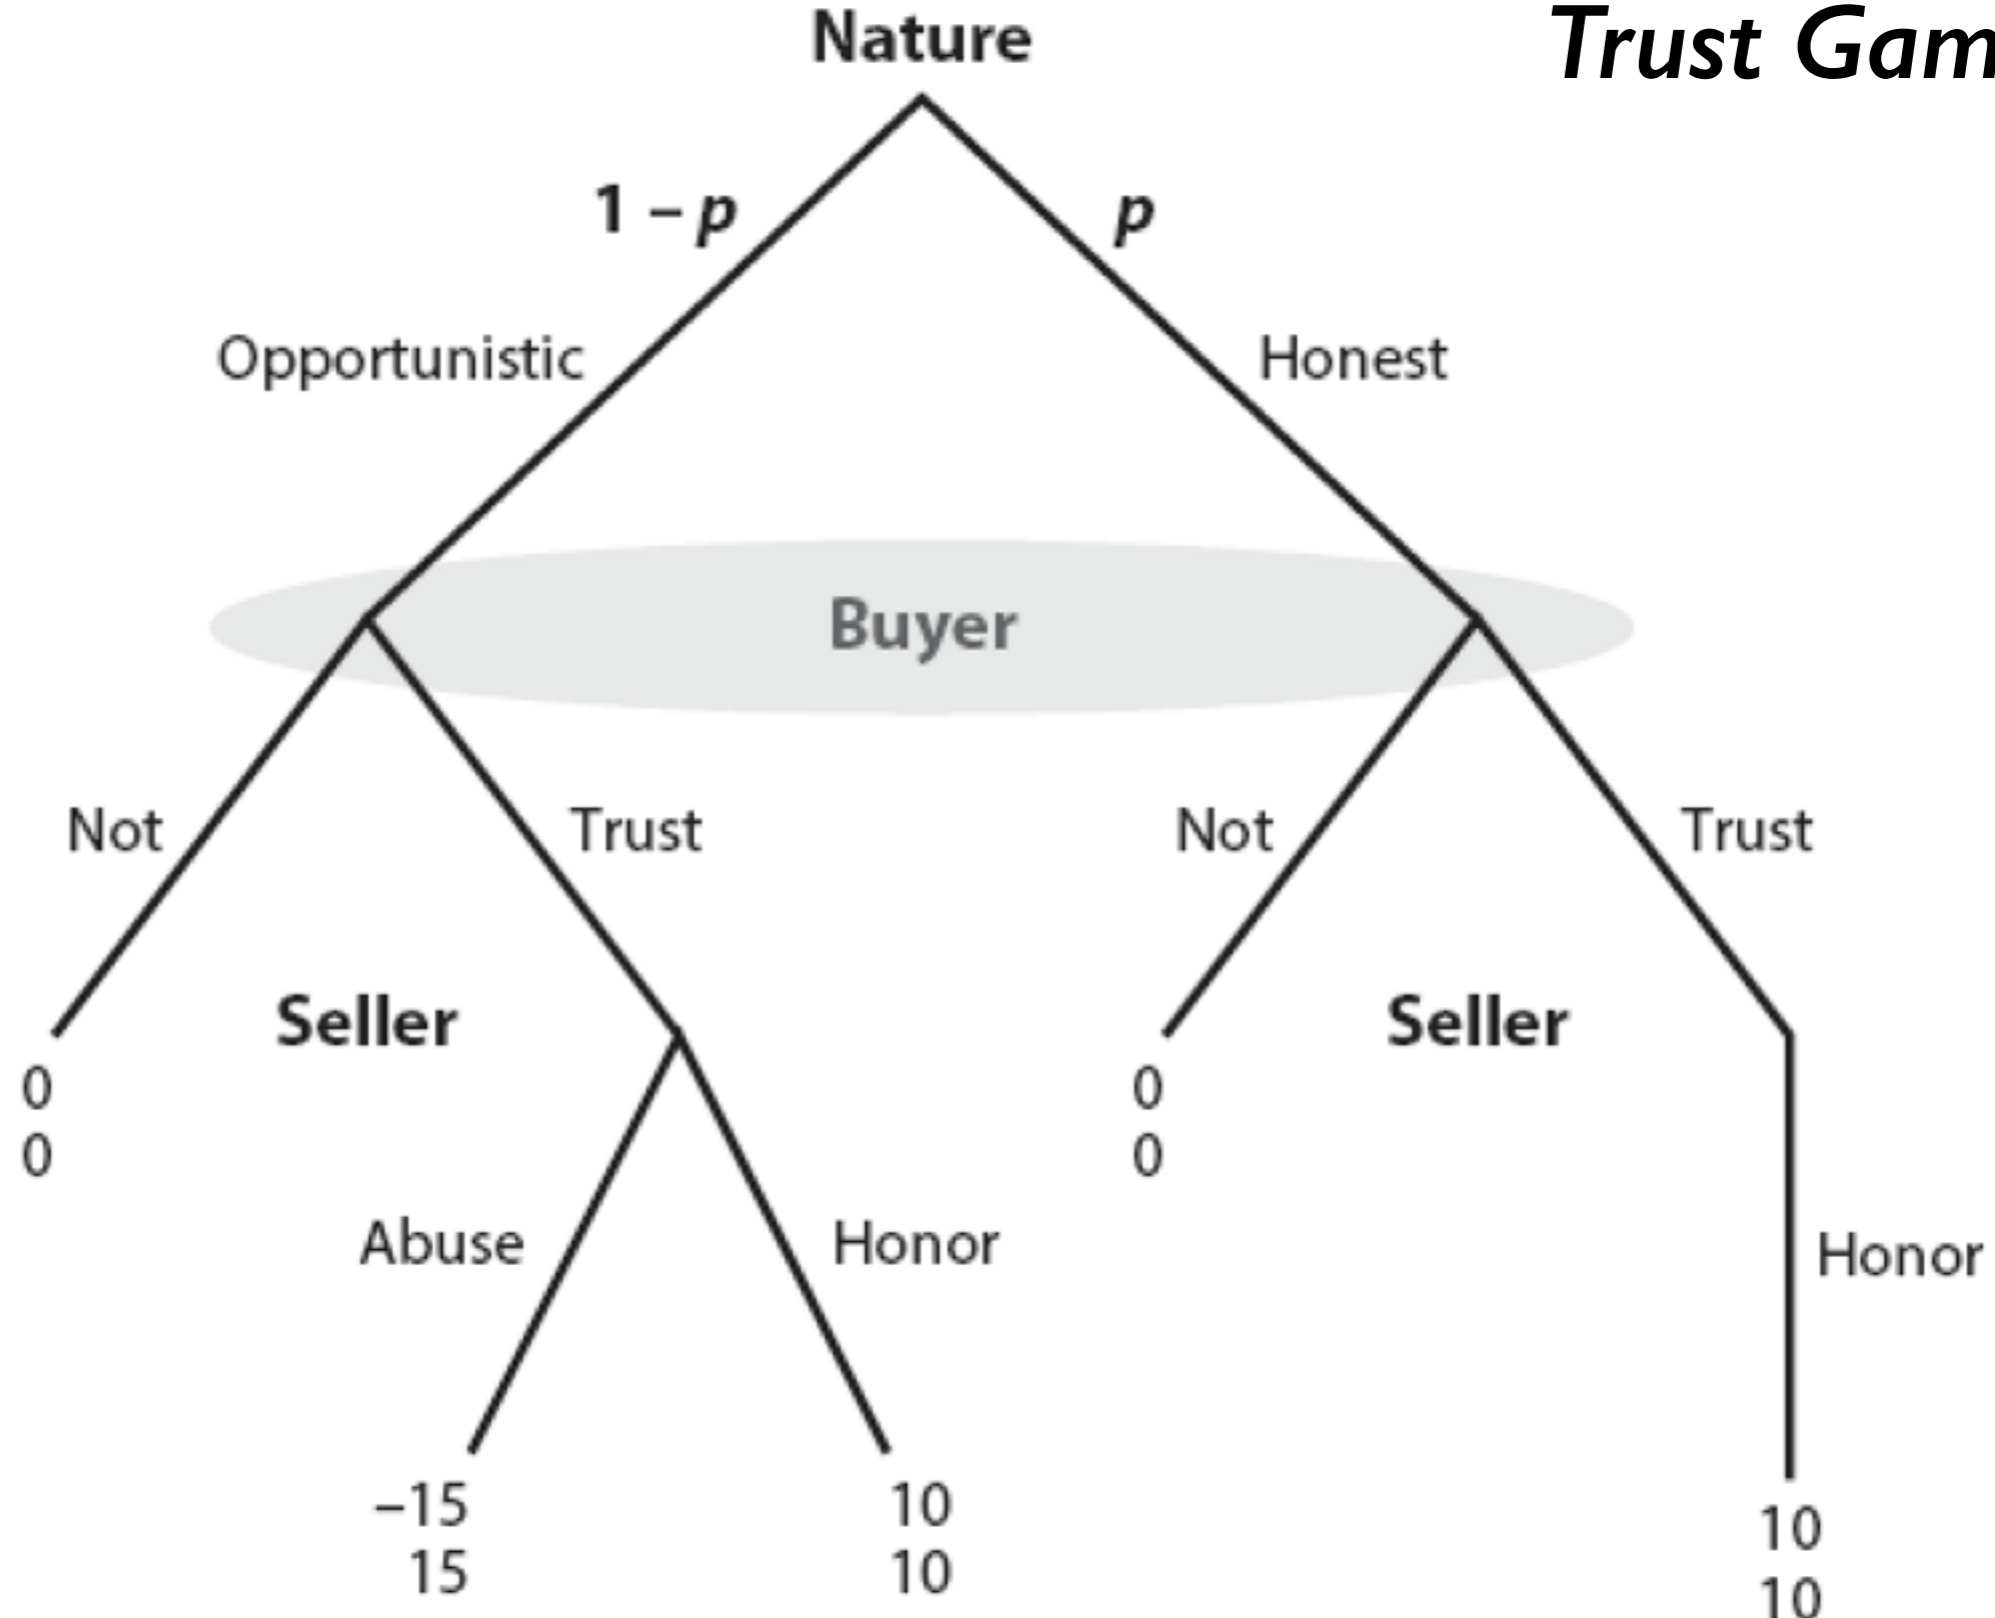 Nature
Trust Gam
1 – p
p
Opportunistic
Honest
Buyer
Not
Trust
Not
Trust
Seller
Seller
0
0
0
0
Abuse
Honor
Honor
–15
15
10
10
10
10